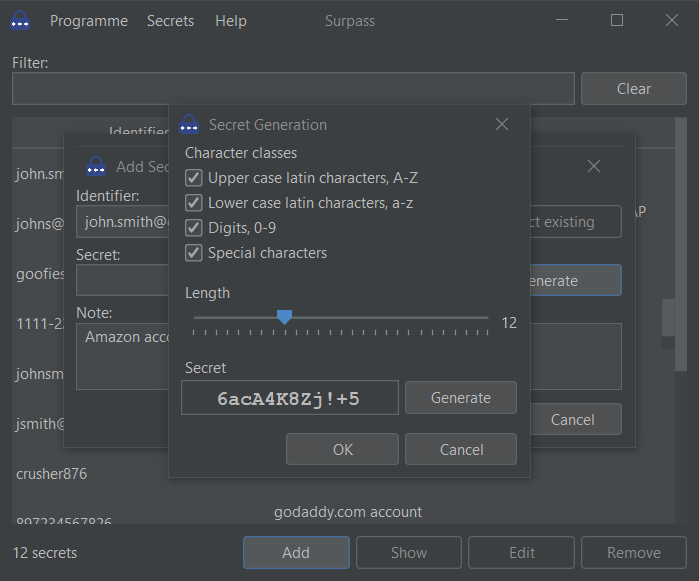 Programme Secrets Help Surpass
Filter:
Clear
Secret Generation
Character classes
Upper case latin characters, A-Z
Lower case latin characters, a-z
Digits, 0-9
Special characters
Length
12
Secret
6acA4K8Zj!+5
Generate
OK Cancel
Add Sec
Identifier:
john.smith@
ct existing
Secret:
enerate
Note:
Amazon acco
Cancel
Identifier
john.sm
johns@
AP
goofies
1111-22
johnsm
jsmith@
crusher876
godaddy.com account
897234567826
12 secrets Add Show Edit Remove